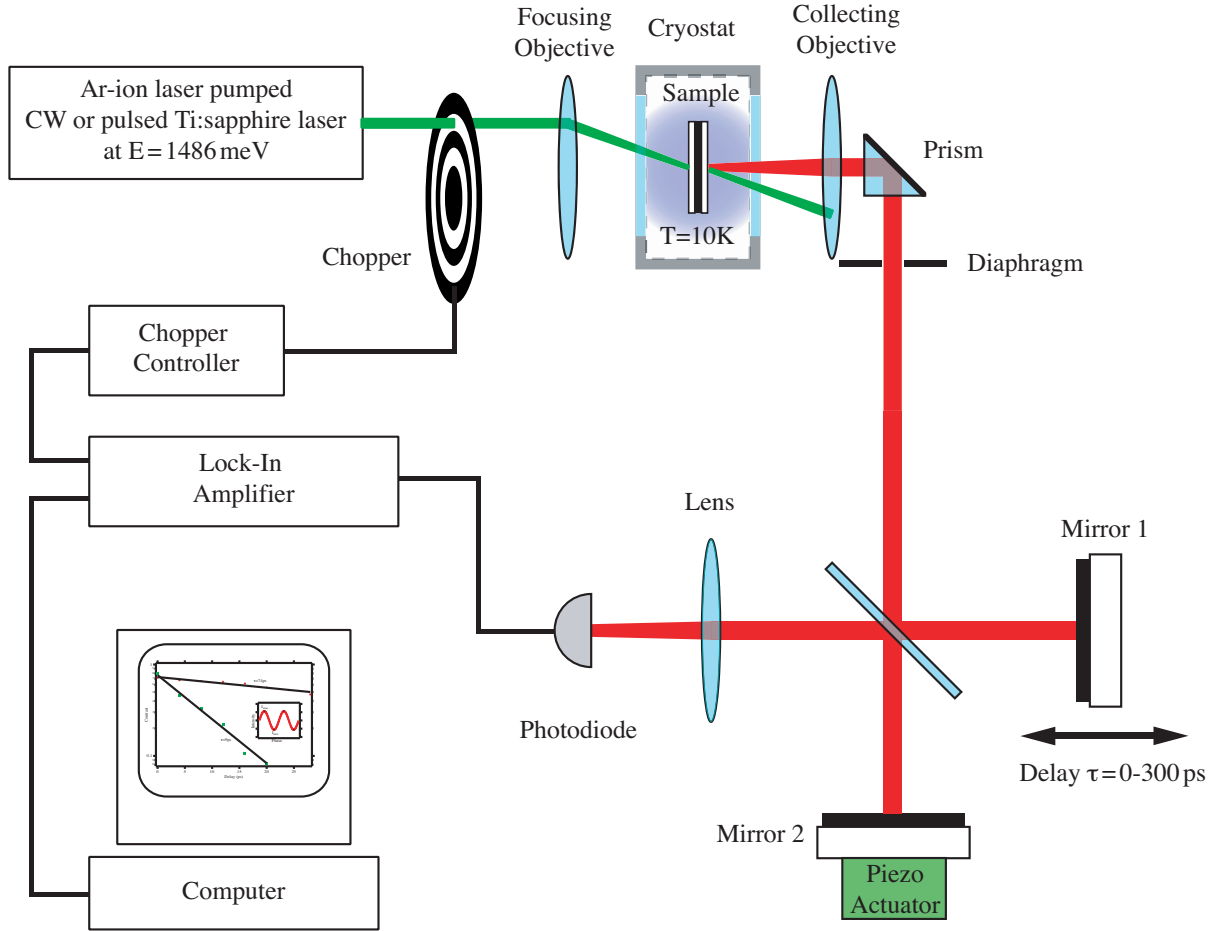 Focusing
Objective
Cryostat
Collecting
Objective
Ar-ion laser pumped
CW or pulsed Ti:sapphire laser
at E = 1486 meV
Sample
Prism
T=10K
Chopper
Diaphragm
Chopper
Controller
Lock-In
Amplifier
Lens
Mirror 1
Photodiode
Delay τ = 0-300 ps
Mirror 2
Computer
Piezo
Actuator